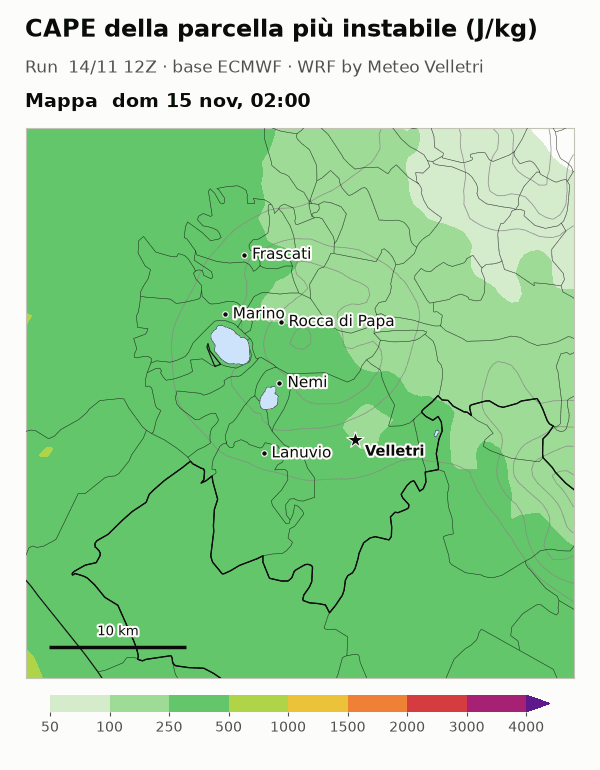 CAPE della parcella più instabile (J/kg)
Run  14/11 12Z · base ECMWF · WRF by Meteo Velletri
Mappa  dom 15 nov, 02:00
Frascati
Marino
Rocca di Papa
Nemi
Velletri
Lanuvio
10 km
50 100 250 500 1000 1500 2000 3000 4000